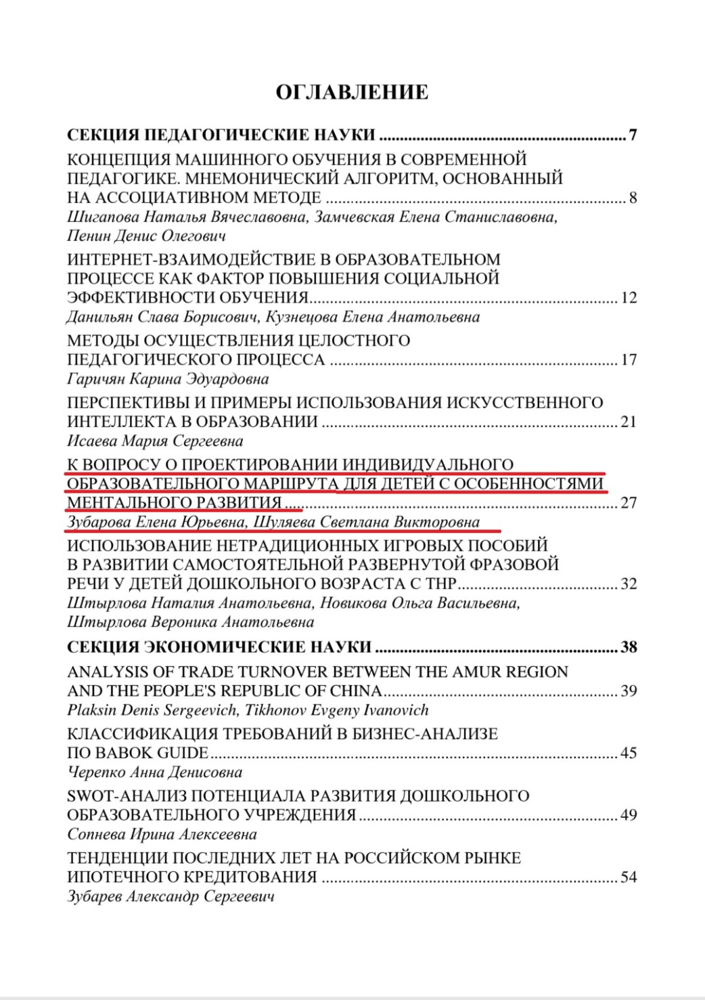 ОГЛАВЛЕНИЕ
СЕКЦИЯ ПЕДАГОГИЧЕСКИЕ НАУКИ ........................................................ 7
КОНЦЕПЦИЯ МАШИННОГО ОБУЧЕНИЯ В СОВРЕМЕННОЙ
ПЕДАГОГИКЕ. МНЕМОНИЧЕСКИЙ АЛГОРИТМ, ОСНОВАННЫЙ
НА АССОЦИАТИВНОМ МЕТОДЕ ..................................................................... 8
Шигапова Наталья Вячеславовна, Замчевская Елена Станиславовна,
Пенин Денис Олегович
ИНТЕРНЕТ-ВЗАИМОДЕЙСТВИЕ В ОБРАЗОВАТЕЛЬНОМ
ПРОЦЕССЕ КАК ФАКТОР ПОВЫШЕНИЯ СОЦИАЛЬНОЙ
ЭФФЕКТИВНОСТИ ОБУЧЕНИЯ....................................................................... 12
Данильян Слава Борисович, Кузнецова Елена Анатольевна
МЕТОДЫ ОСУЩЕСТВЛЕНИЯ ЦЕЛОСТНОГО
ПЕДАГОГИЧЕСКОГО ПРОЦЕССА ................................................................... 17
Гаричян Карина Эдуардовна
ПЕРСПЕКТИВЫ И ПРИМЕРЫ ИСПОЛЬЗОВАНИЯ ИСКУССТВЕННОГО
ИНТЕЛЛЕКТА В ОБРАЗОВАНИИ .................................................................... 21
Исаева Мария Сергеевна
К ВОПРОСУ О ПРОЕКТИРОВАНИИ ИНДИВИДУАЛЬНОГО
ОБРАЗОВАТЕЛЬНОГО МАРШРУТА ДЛЯ ДЕТЕЙ С ОСОБЕННОСТЯМИ
МЕНТАЛЬНОГО РАЗВИТИЯ ............................................................................. 27
Зубарова Елена Юрьевна, Шуляева Светлана Викторовна
ИСПОЛЬЗОВАНИЕ НЕТРАДИЦИОННЫХ ИГРОВЫХ ПОСОБИЙ
В РАЗВИТИИ САМОСТОЯТЕЛЬНОЙ РАЗВЕРНУТОЙ ФРАЗОВОЙ
РЕЧИ У ДЕТЕЙ ДОШКОЛЬНОГО ВОЗРАСТА С ТНР..................................... 32
Штырлова Наталия Анатольевна, Новикова Ольга Васильевна,
Штырлова Вероника Анатольевна
СЕКЦИЯ ЭКОНОМИЧЕСКИЕ НАУКИ ....................................................... 38
ANALYSIS OF TRADE TURNOVER BETWEEN THE AMUR REGION
AND THE PEOPLE'S REPUBLIC OF CHINA...................................................... 39
Plaksin Denis Sergeevich, Tikhonov Evgeny Ivanovich
КЛАССИФИКАЦИЯ ТРЕБОВАНИЙ В БИЗНЕС-АНАЛИЗЕ
ПО BABOK GUIDE............................................................................................... 45
Черепко Анна Денисовна
SWOT-АНАЛИЗ ПОТЕНЦИАЛА РАЗВИТИЯ ДОШКОЛЬНОГО
ОБРАЗОВАТЕЛЬНОГО УЧРЕЖДЕНИЯ ............................................................ 49
Сопнева Ирина Алексеевна
ТЕНДЕНЦИИ ПОСЛЕДНИХ ЛЕТ НА РОССИЙСКОМ РЫНКЕ
ИПОТЕЧНОГО КРЕДИТОВАНИЯ .................................................................... 54
Зубарев Александр Сергеевич